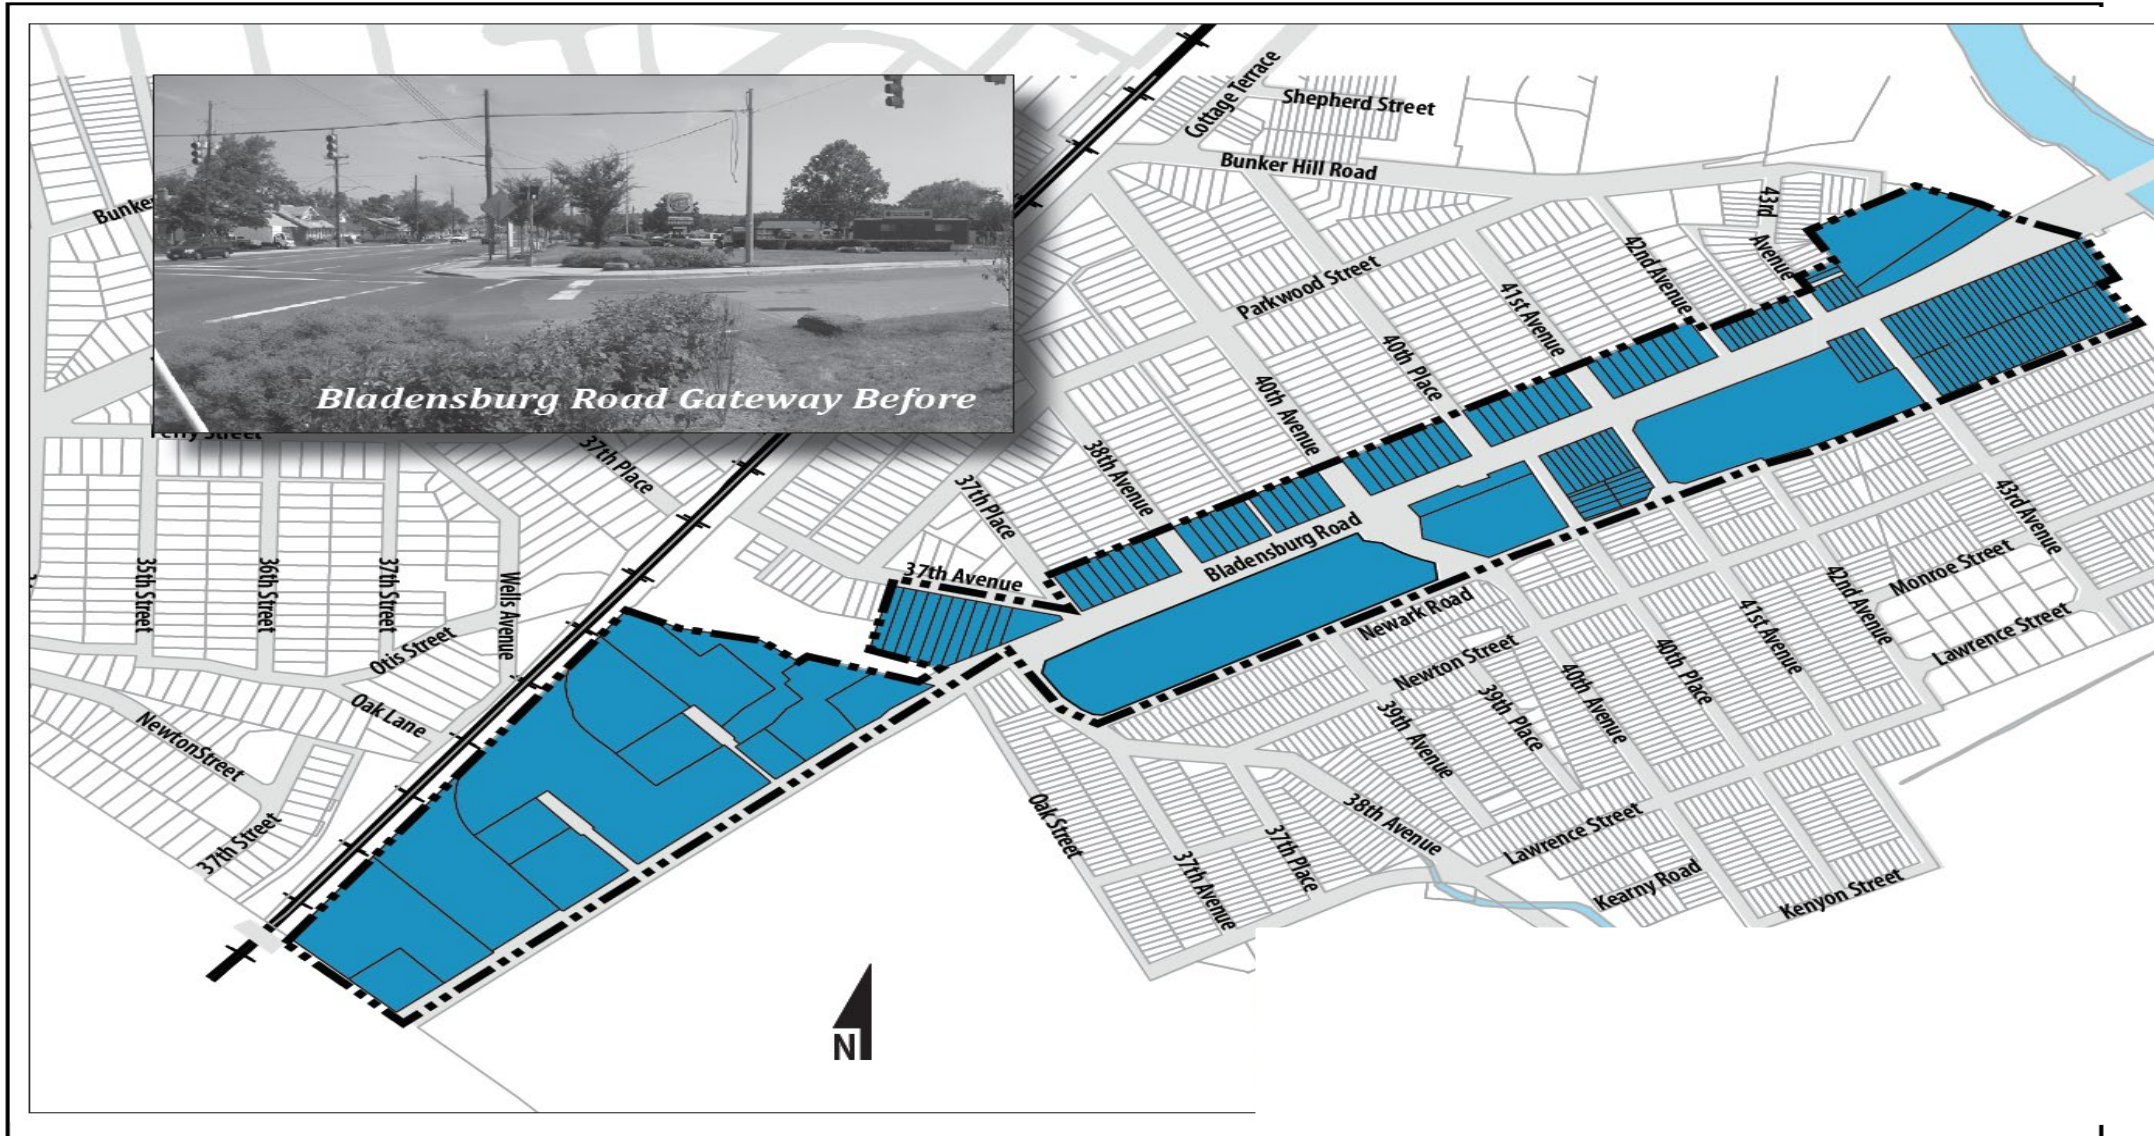 Cottage Terrace
Shepherd Street
Bunker Hill Road
43rd
Avenue
Bunker
42nd Avenue
Parkwood Street
41st Avenue
40th Place
40th Avenue
Bladensburg Road Gateway Before
Perry Street
37th Place
38th Avenue
37th Place
43rd Avenue
Bladensburg Road
37th Avenue
35th Street
36th Street
37th Street
Wells Avenue
Monroe Street
42nd Avenue
Newark Road
41st Avenue
Lawrence Street
Otis Street
Newton Street
40th Place
40th Avenue
39th Place
39th Avenue
Oak Lane
NewtonStreet
37th Street
Oak Street
38th Avenue
Lawrence Street
37th Place
37th Avenue
Kearny Road
Kenyon Street
N